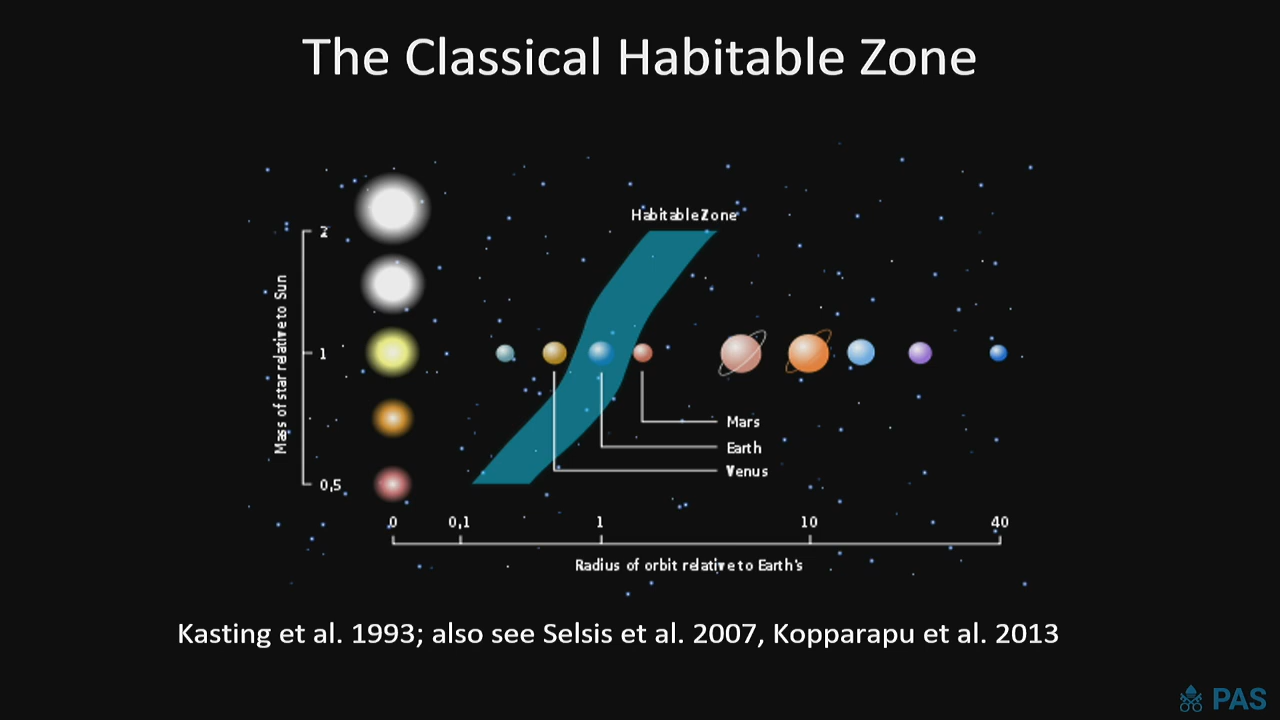 The Classical Habitable Zone
Habitable Zone
2
1
0,5
Mass of star relative to Sun
Mars
Earth
Venus
0
0,1
1
10
40
Radius of orbit relative to Earth's
Kasting et al. 1993; also see Selsis et al. 2007, Kopparapu et al. 2013
PAS